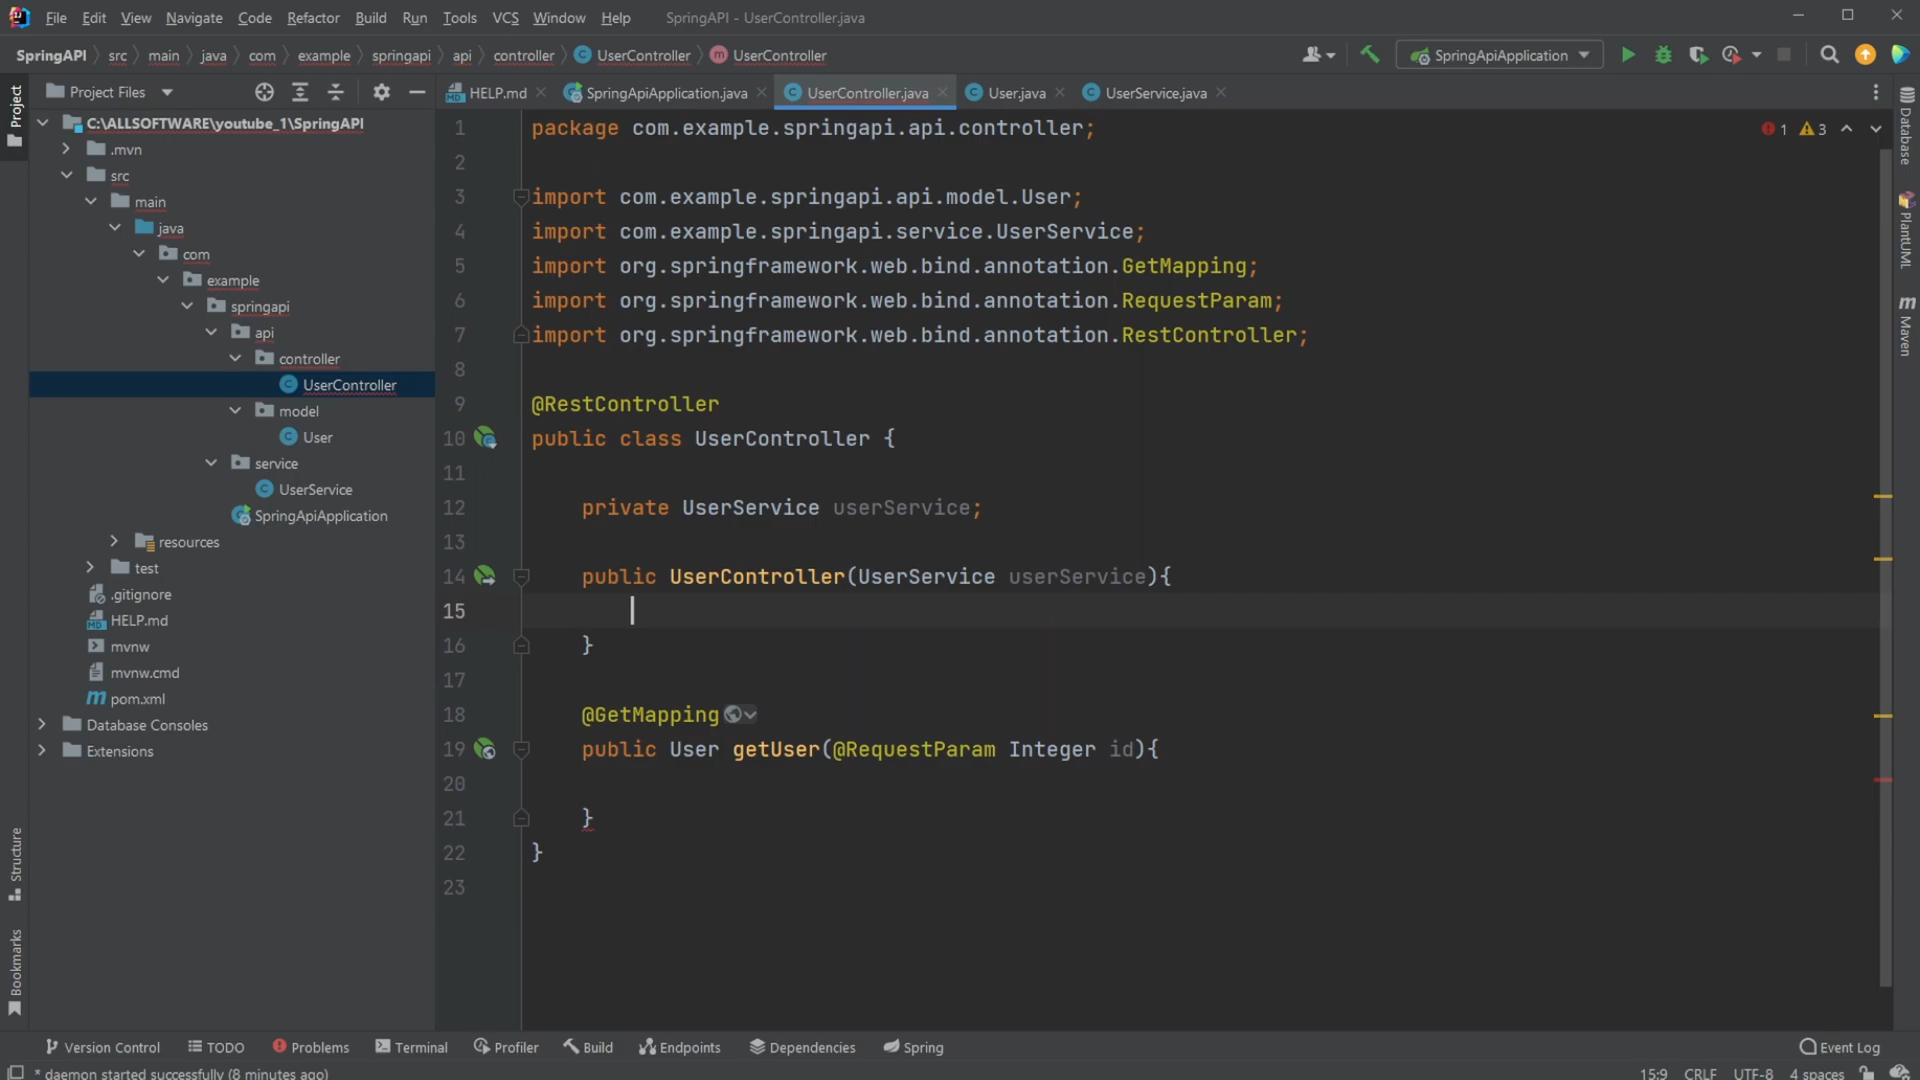 File Edit View Navigate Code Refactor Build Run Tools VCS Window Help SpringAPI - UserController.java
SpringAPI src main java com example springapi api controller UserController UserController SpringApiApplication
Project Files
HELP.md SpringApiApplication.java UserController.java User.java UserService.java
Project
C:\ALLSOFTWARE\youtube_1\SpringAPI
.mvn
src
main
java
com
example
springapi
api
controller
UserController
model
User
service
UserService
SpringApiApplication
resources
test
.gitignore
HELP.md
mvnw
mvnw.cmd
pom.xml
Database Consoles
Extensions
Structure
Bookmarks
1 package com.example.springapi.api.controller;
2
3 import com.example.springapi.api.model.User;
4 import com.example.springapi.service.UserService;
5 import org.springframework.web.bind.annotation.GetMapping;
6 import org.springframework.web.bind.annotation.RequestParam;
7 import org.springframework.web.bind.annotation.RestController;
8
9 @RestController
10 public class UserController {
11
12 private UserService userService;
13
14 public UserController(UserService userService){
15
16 }
17
18 @GetMapping
19 public User getUser(@RequestParam Integer id){
20
21 }
22 }
23
1 3
Database
PlantUML
Maven
Version Control TODO Problems Terminal Profiler Build Endpoints Dependencies Spring Event Log
* daemon started successfully (8 minutes ago) 15:9 CRLF UTF-8 4 spaces